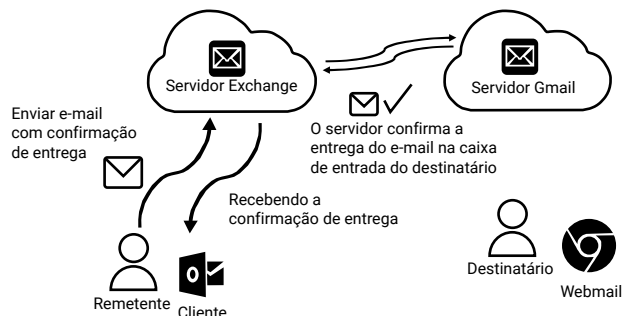 Servidor Exchange
Servidor Gmail
Enviar e-mail
com confirmação
de entrega
O servidor confirma a
entrega do e-mail na caixa
de entrada do destinatário
Recebendo a
confirmação de entrega
Remetente
Cliente
Destinatário
Webmail